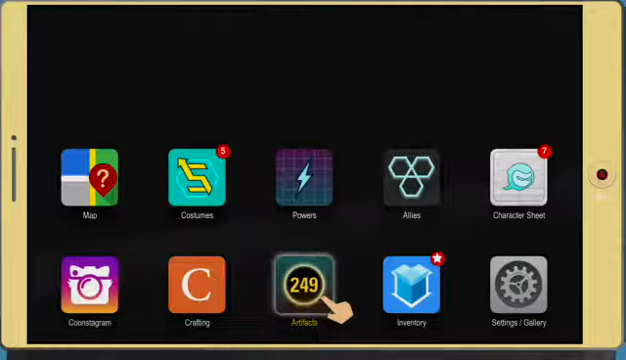 ?
5
7
Map
Costumes
Powers
Allies
Character Sheet
C
249
Coonstagram
Crafting
Artifacts
Inventory
Settings / Gallery